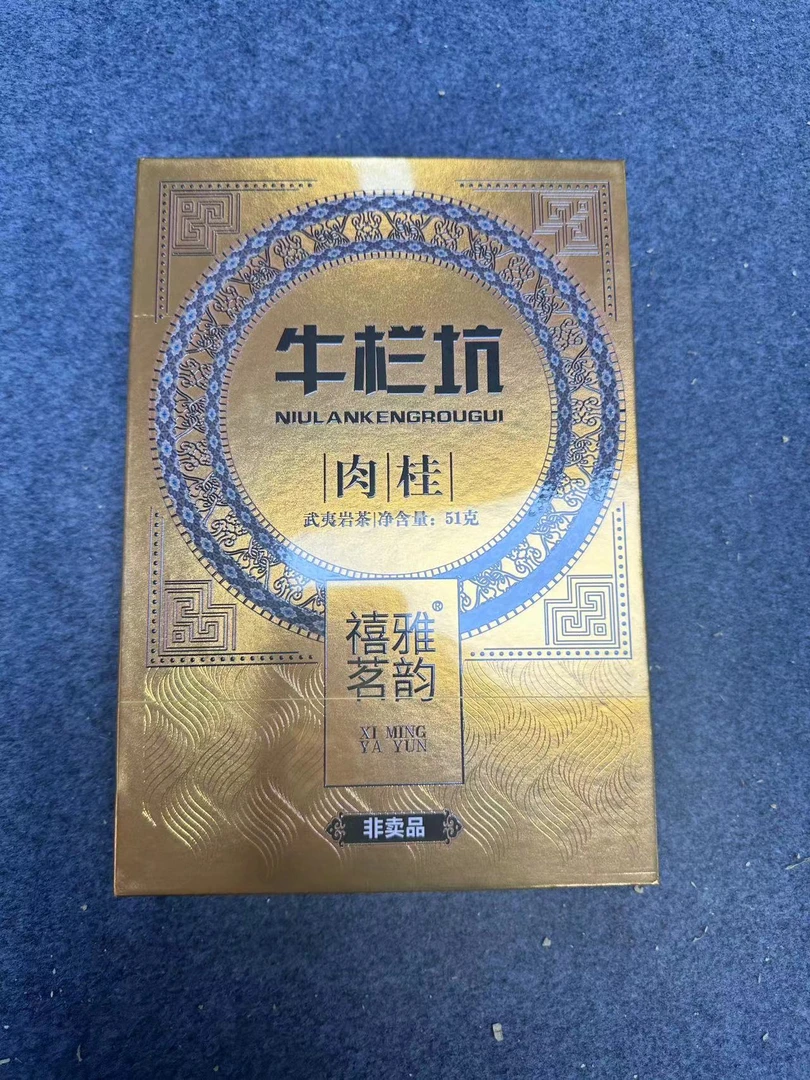 牛栏坑
NIULANKENGROUGUI
肉桂
武夷岩茶|净含量：51克
禧雅®
茗韵
XI MING
YA YUN
非卖品